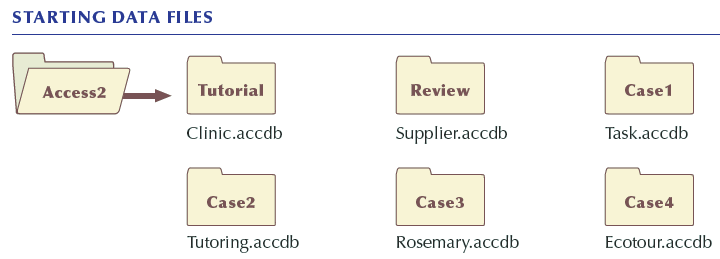 STARTING DATA FILES
Access2
Tutorial
Review
Case1
Clinic.accdb
Supplier.accdb
Task.accdb
Case2
Case3
Case4
Tutoring.accdb
Rosemary.accdb
Ecotour.accdb